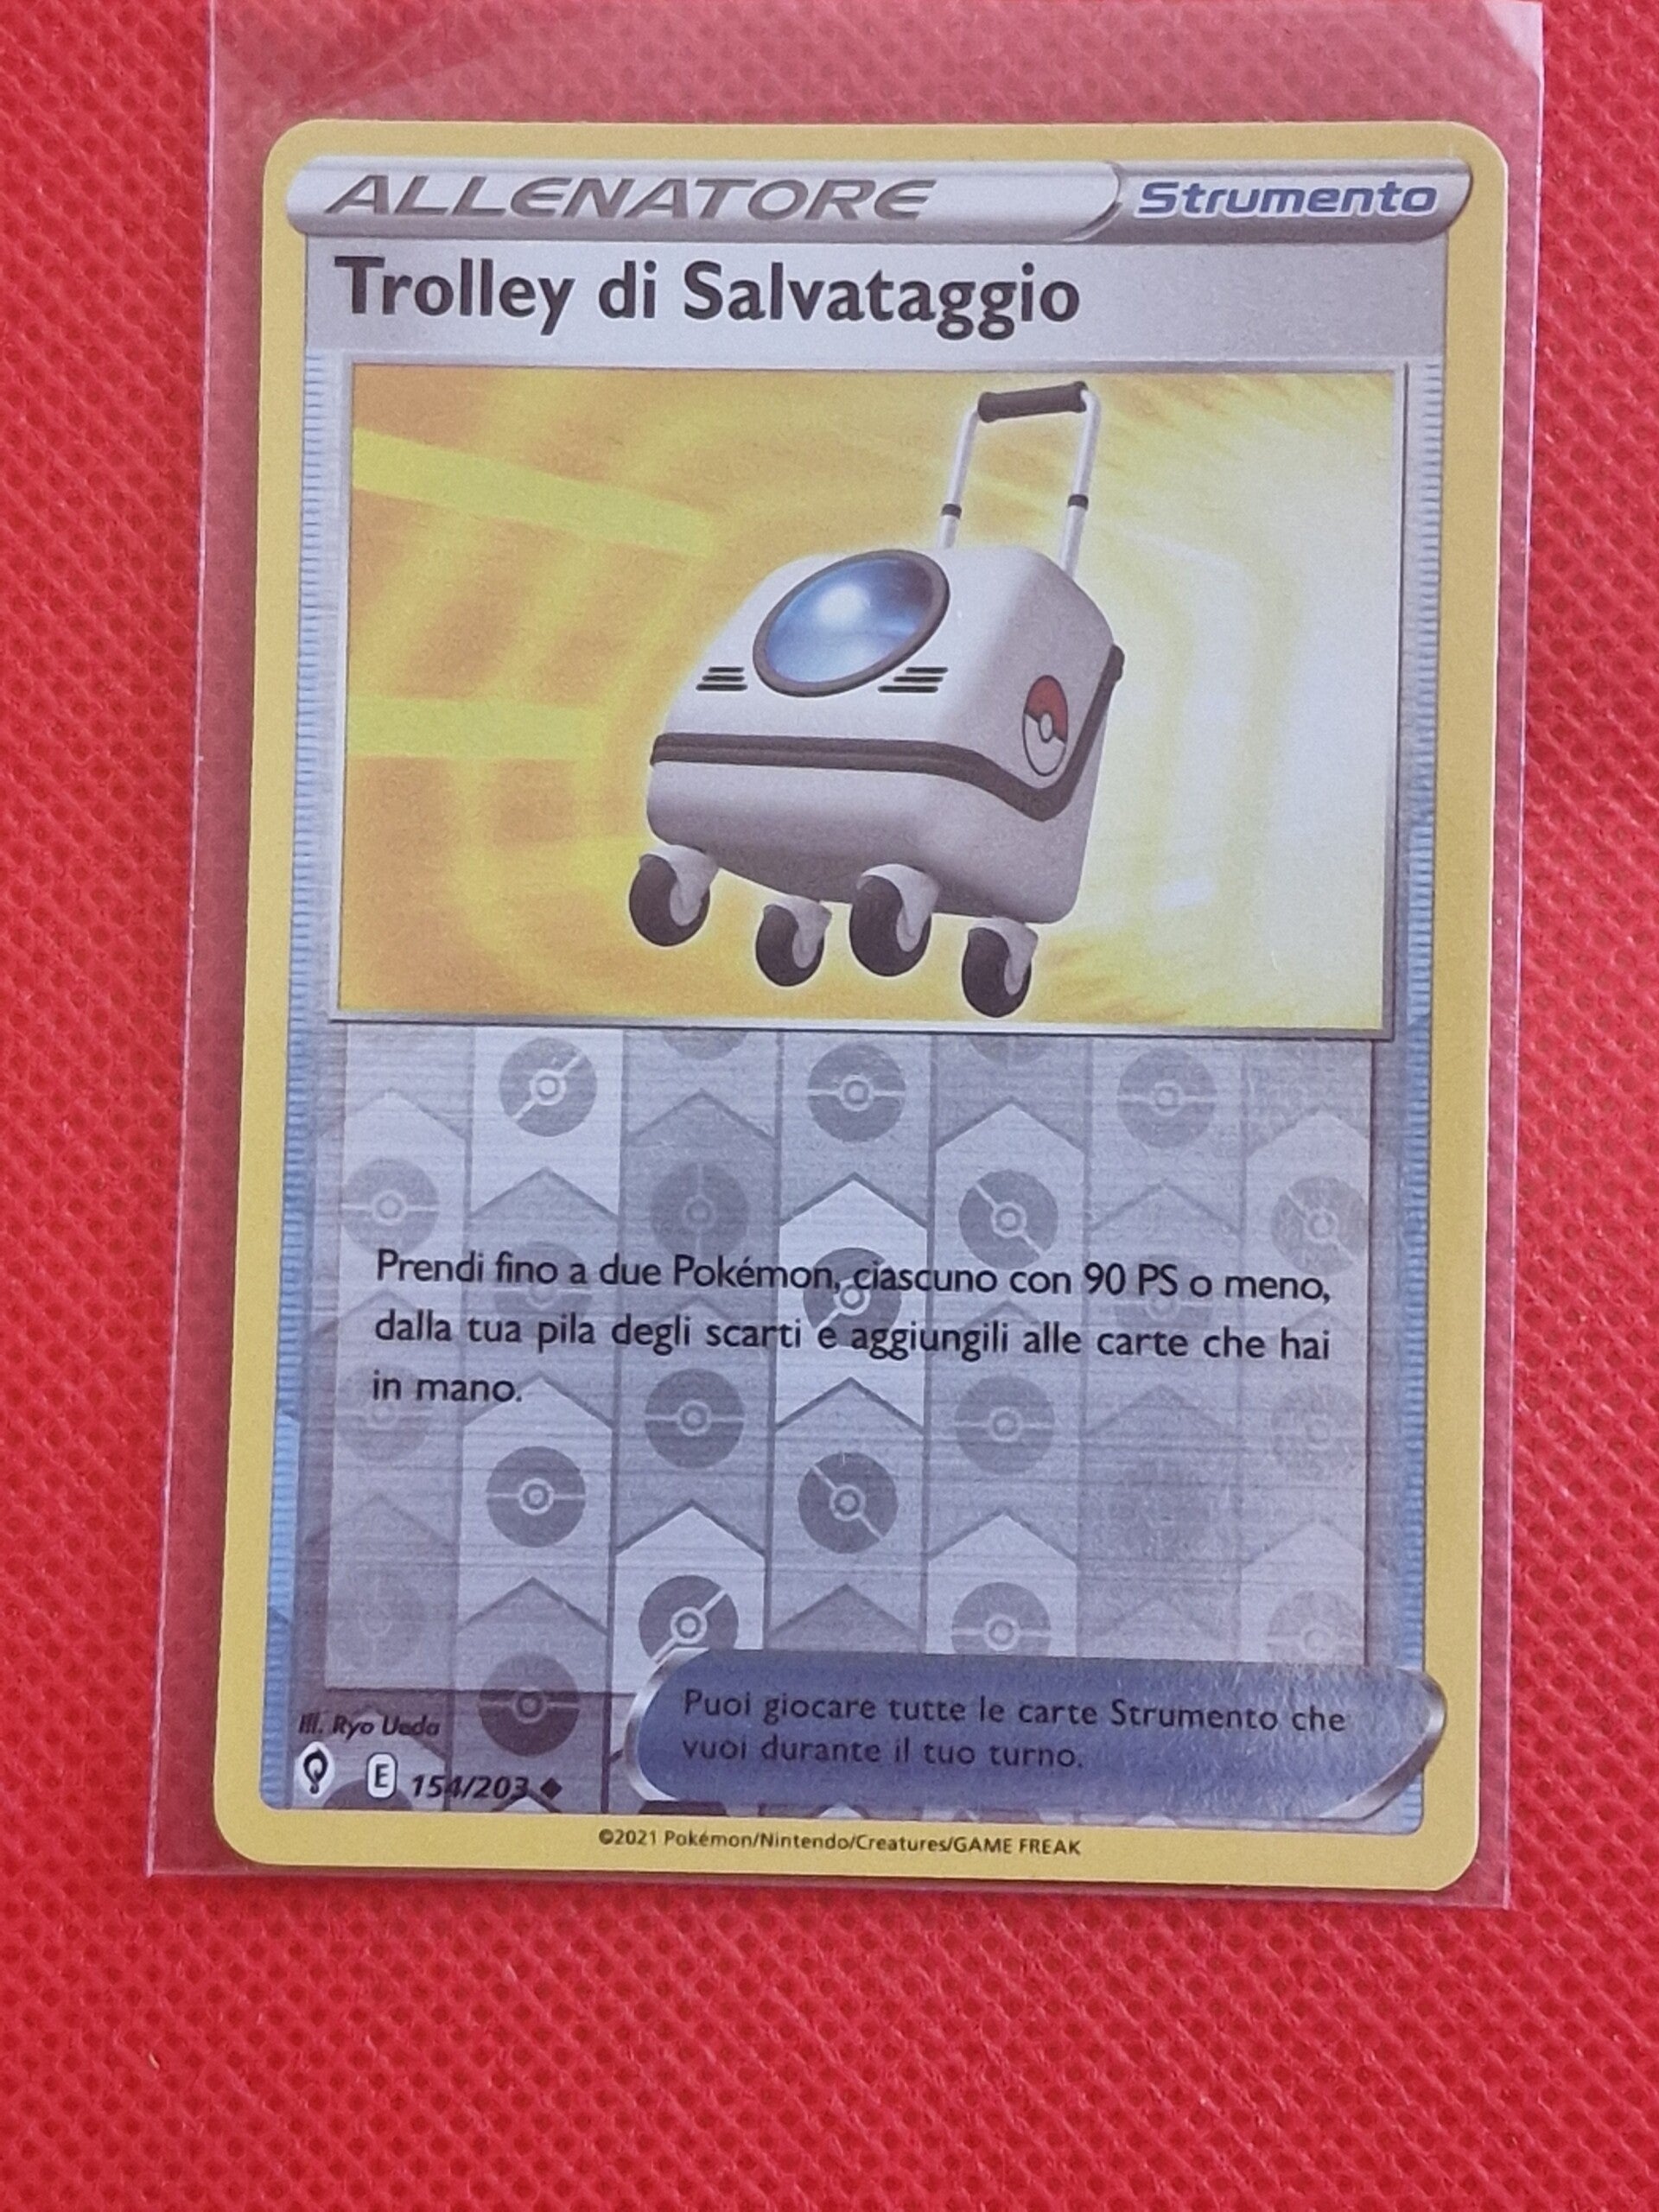 ALLENATORE Strumento
Trolley di Salvataggio
Prendi fino a due Pokémon, ciascuno con 90 PS o meno,
dalla tua pila degli scarti e aggiungili alle carte che hai
in mano.
Puoi giocare tutte le carte Strumento che
vuoi durante il tuo turno.
Ill. Ryo Ueda
E 154/203
©2021 Pokémon/Nintendo/Creatures/GAME FREAK